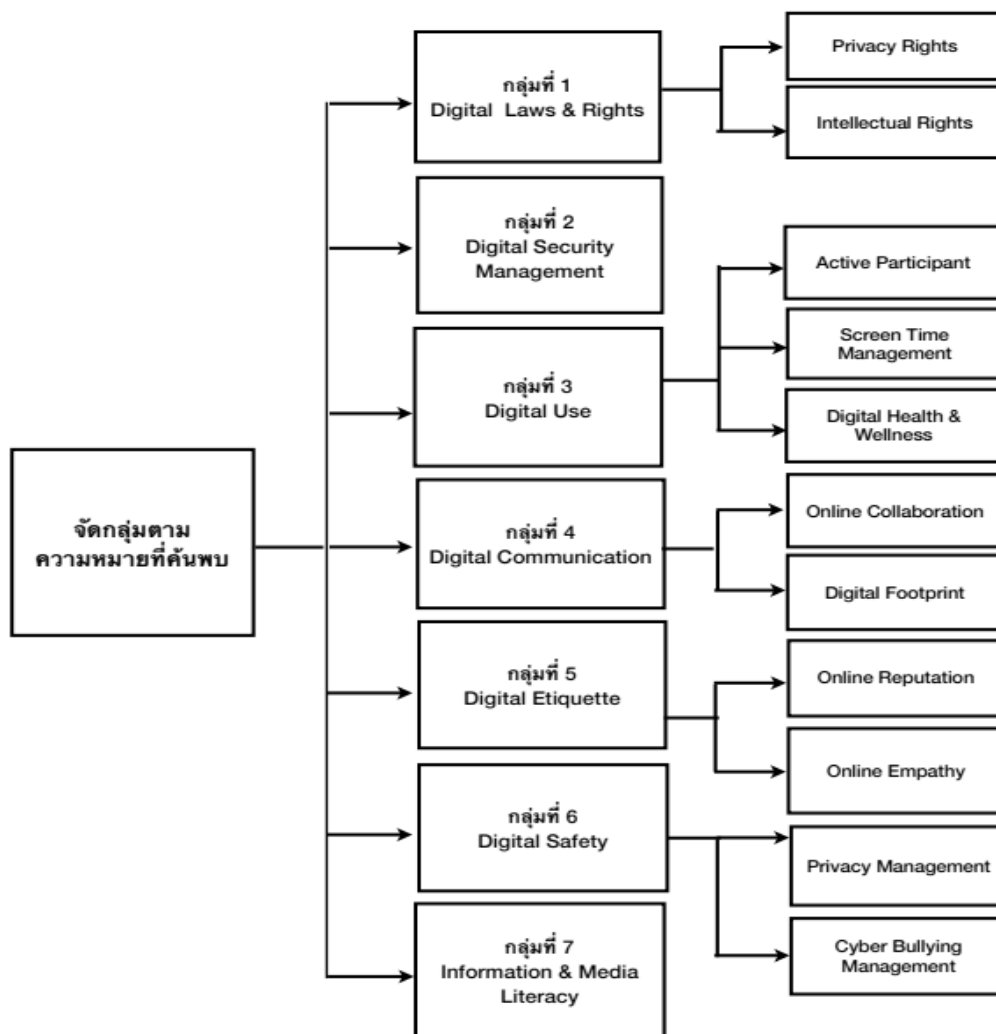 จัดกลุ่มตาม
ความหมายที่ค้นพบ
กลุ่มที่ 1
Digital Laws & Rights
Privacy Rights
Intellectual Rights
กลุ่มที่ 2
Digital Security
Management
กลุ่มที่ 3
Digital Use
Active Participant
Screen Time
Management
Digital Health &
Wellness
กลุ่มที่ 4
Digital Communication
Online Collaboration
Digital Footprint
กลุ่มที่ 5
Digital Etiquette
Online Reputation
Online Empathy
กลุ่มที่ 6
Digital Safety
Privacy Management
Cyber Bullying
Management
กลุ่มที่ 7
Information & Media
Literacy